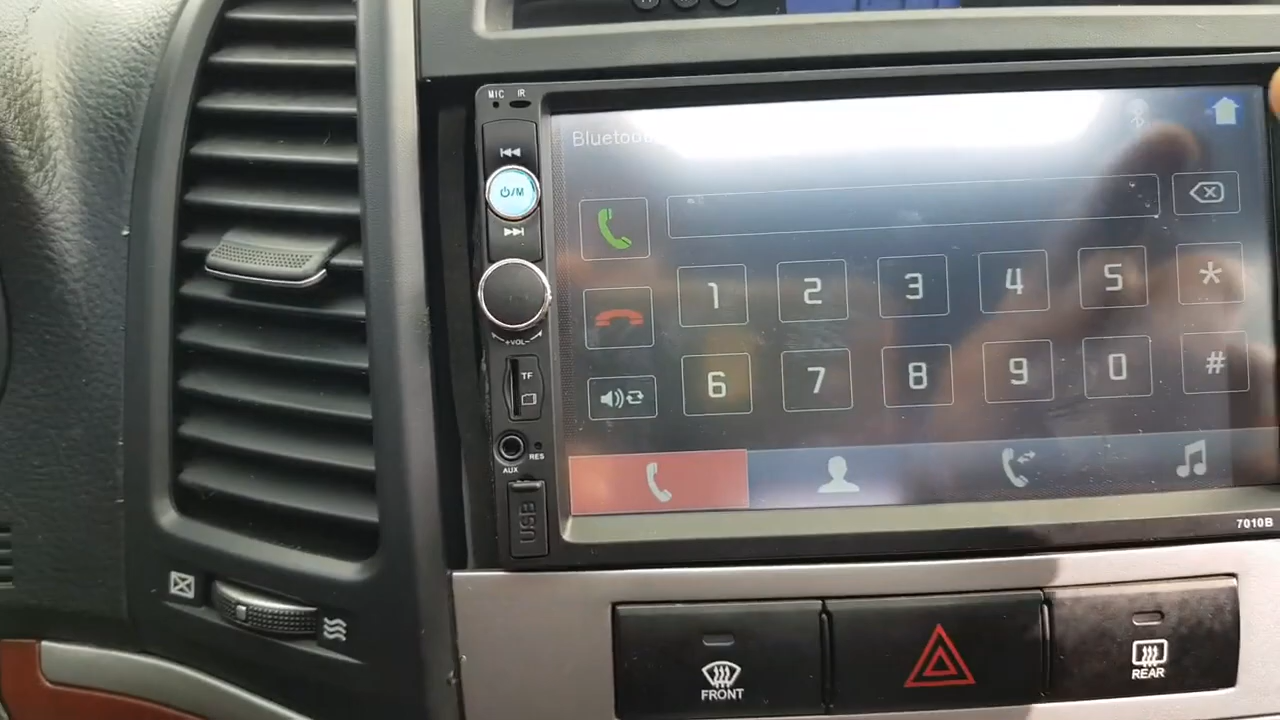 MIC IR
Bluetooth
⏻/M
1 2 3 4 5 *
6 7 8 9 0 #
+VOL-
TF
RES
AUX
USB
7010B
FRONT
REAR